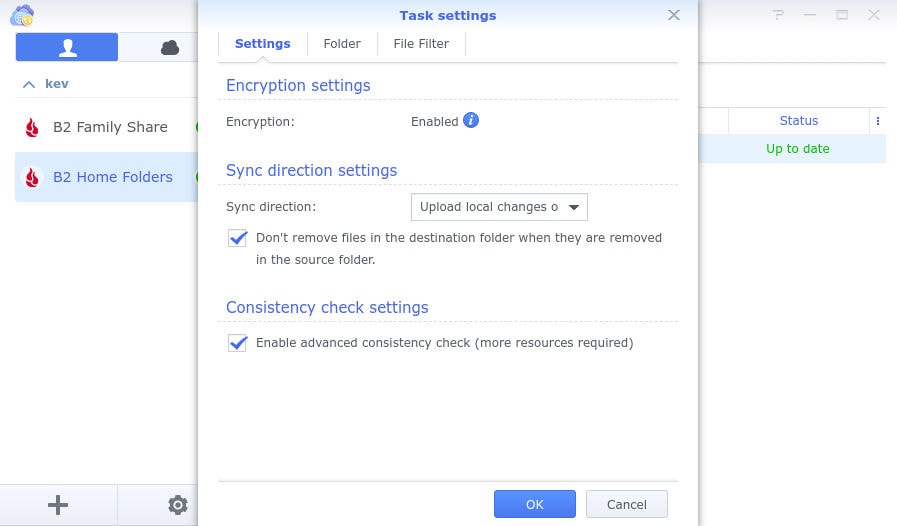 Task settings
?
Settings
Folder
File Filter
kev
Encryption settings
Status
Encryption:
Enabled
B2 Family Share
Up to date
B2 Home Folders
Sync direction settings
Sync direction:
Upload local changes o
Don't remove files in the destination folder when they are removed
in the source folder.
Consistency check settings
Enable advanced consistency check (more resources required)
OK
Cancel